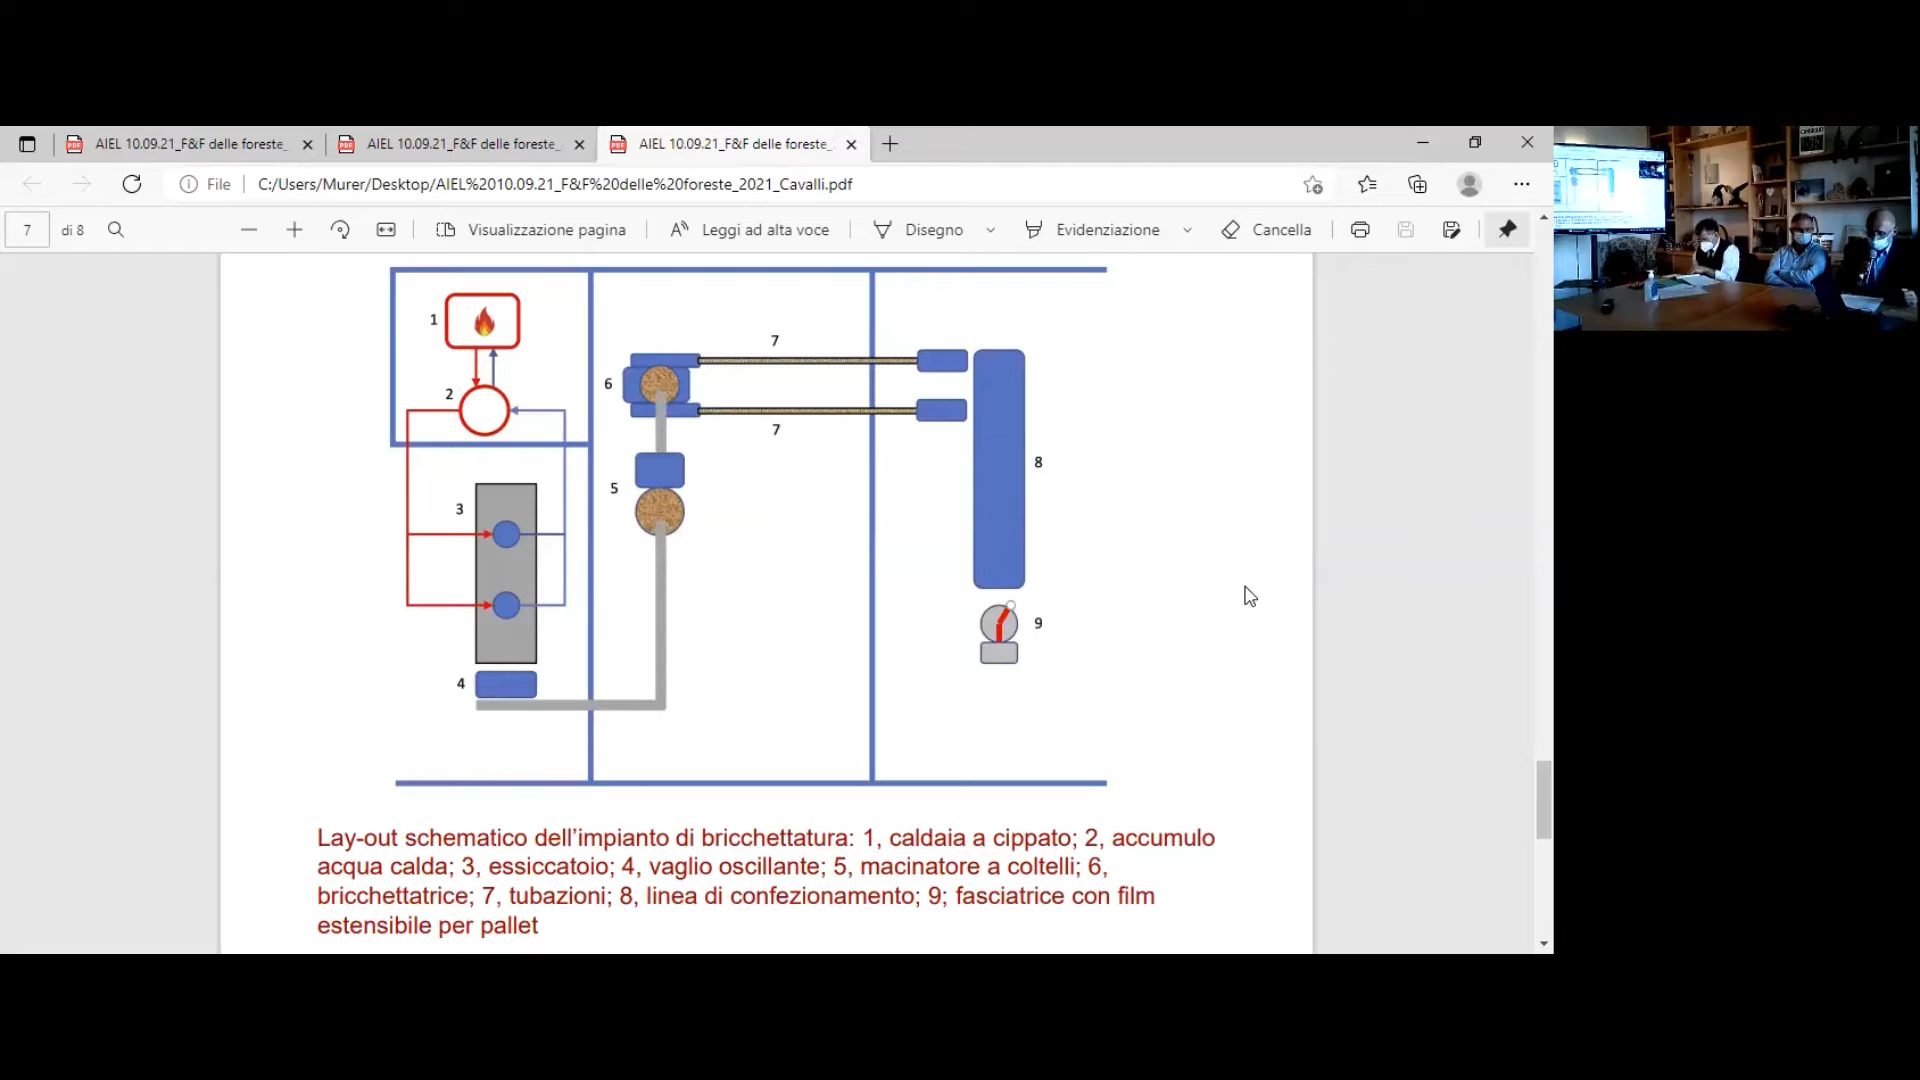 AIEL 10.09.21_F&F delle foreste_
AIEL 10.09.21_F&F delle foreste_
AIEL 10.09.21_F&F delle foreste_
File
C:/Users/Murer/Desktop/AIEL%2010.09.21_F&F%20delle%20foreste_2021_Cavalli.pdf
7 di 8
Visualizzazione pagina
Leggi ad alta voce
Disegno
Evidenziazione
Cancella
1
2
3
4
5
6
7
7
8
9
Lay-out schematico dell’impianto di bricchettatura: 1, caldaia a cippato; 2, accumulo
acqua calda; 3, essiccatoio; 4, vaglio oscillante; 5, macinatore a coltelli; 6,
bricchettatrice; 7, tubazioni; 8, linea di confezionamento; 9; fasciatrice con film
estensibile per pallet